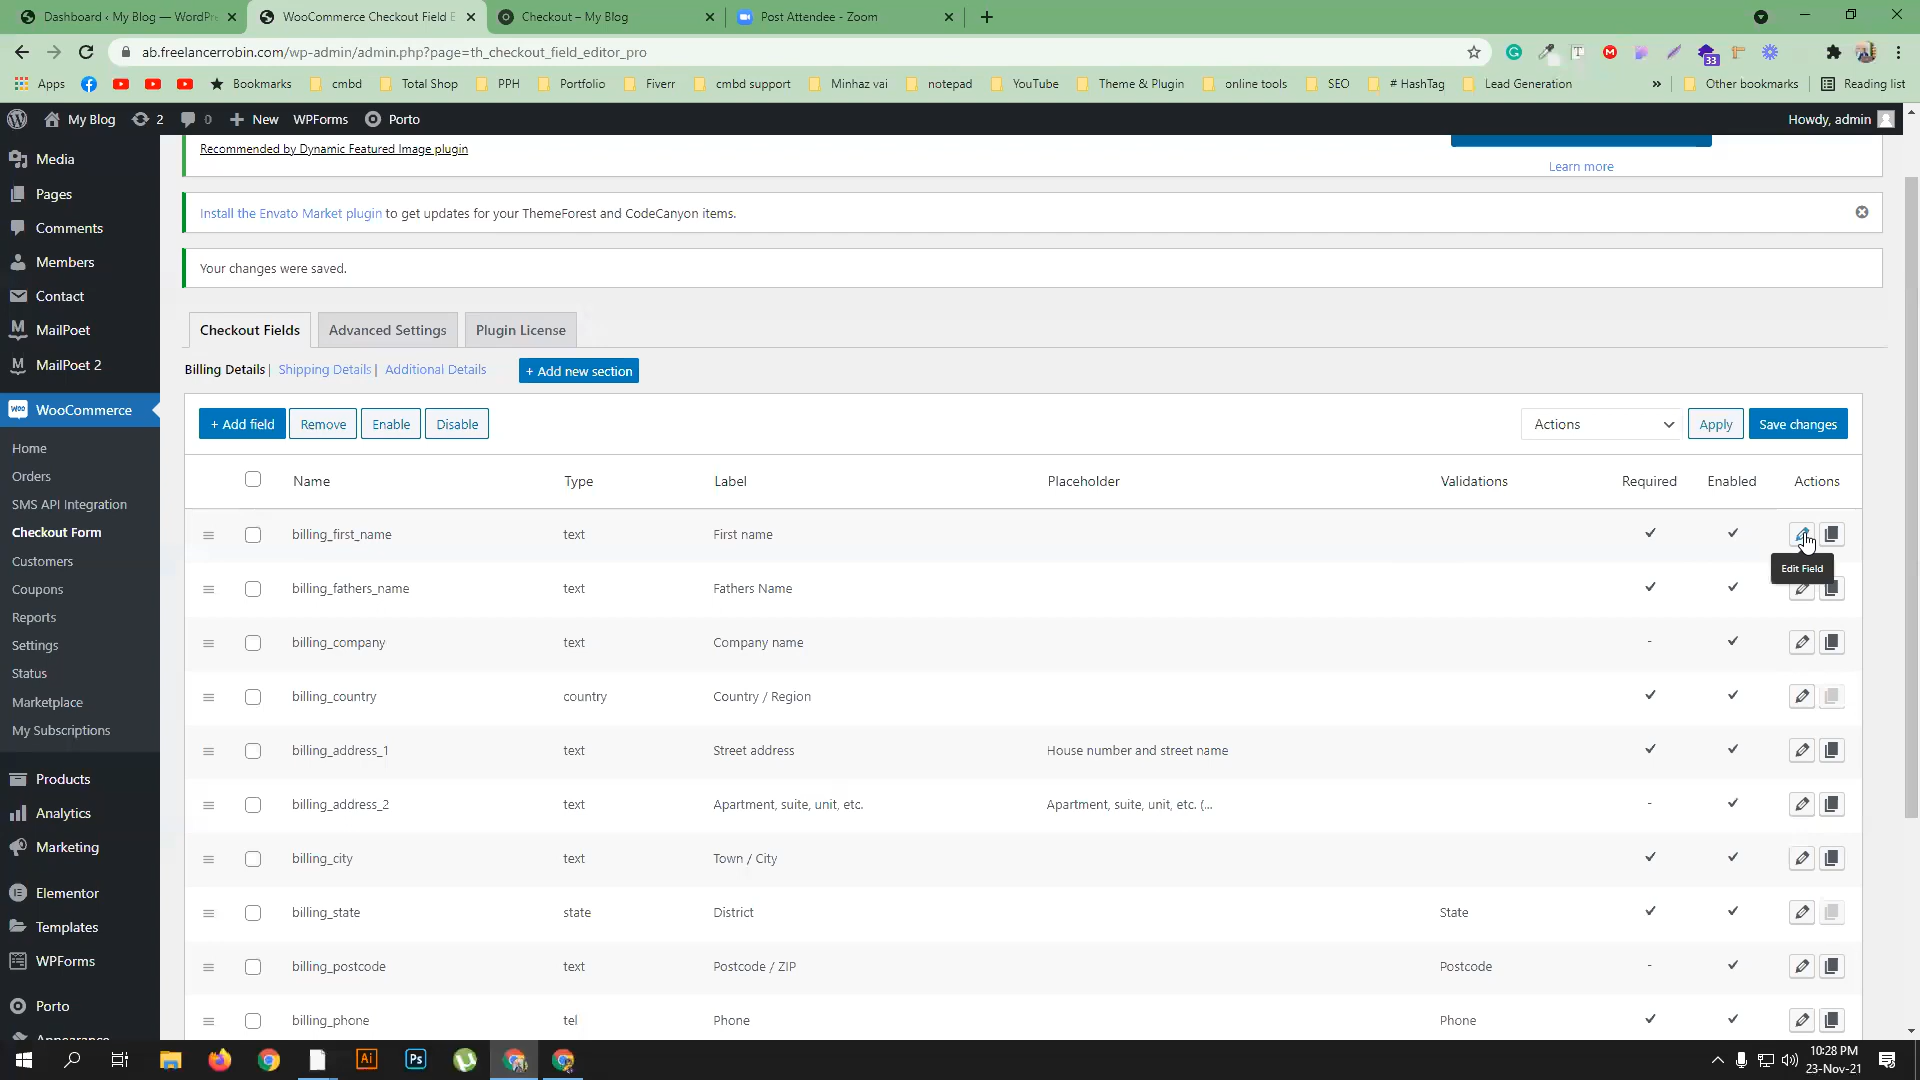 Dashboard ‹ My Blog — WordPre
WooCommerce Checkout Field E
Checkout – My Blog
Post Attendee - Zoom
ab.freelancerrobin.com/wp-admin/admin.php?page=th_checkout_field_editor_pro
33
Apps
Bookmarks
cmbd
Total Shop
PPH
Portfolio
Fiverr
cmbd support
Minhaz vai
notepad
YouTube
Theme & Plugin
online tools
SEO
# HashTag
Lead Generation
»
Other bookmarks
Reading list
My Blog
2
0
New
WPForms
Porto
Howdy, admin
Media
Pages
Comments
Members
Contact
MailPoet
MailPoet 2
WooCommerce
Home
Orders
SMS API Integration
Checkout Form
Customers
Coupons
Reports
Settings
Status
Marketplace
My Subscriptions
Products
Analytics
Marketing
Elementor
Templates
WPForms
Porto
Appearance
Recommended by Dynamic Featured Image plugin
Learn more
Install the Envato Market plugin to get updates for your ThemeForest and CodeCanyon items.
Your changes were saved.
Checkout Fields
Advanced Settings
Plugin License
Billing Details | Shipping Details | Additional Details
+ Add new section
+ Add field
Remove
Enable
Disable
Actions
Apply
Save changes
Name Type Label Placeholder Validations Required Enabled Actions
billing_first_name text First name
Edit Field
billing_fathers_name text Fathers Name
billing_company text Company name -
billing_country country Country / Region
billing_address_1 text Street address House number and street name
billing_address_2 text Apartment, suite, unit, etc. Apartment, suite, unit, etc. (... -
billing_city text Town / City
billing_state state District State
billing_postcode text Postcode / ZIP Postcode -
billing_phone tel Phone Phone
Ai
Ps
10:28 PM
23-Nov-21